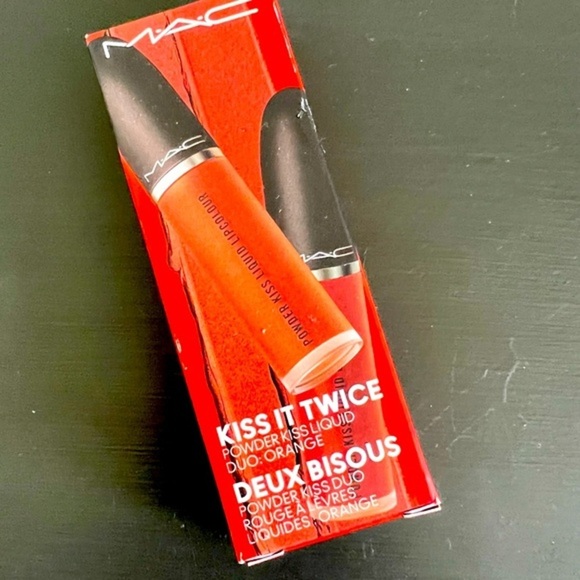 M·A·C
M·A·C
POWDER KISS LIQUID LIPCOLOUR
M·A·C
KISS IT TWICE
POWDER KISS LIQUID
DUO: ORANGE
DEUX BISOUS
POWDER KISS DUO
ROUGE À LÈVRES
LIQUIDES : ORANGE